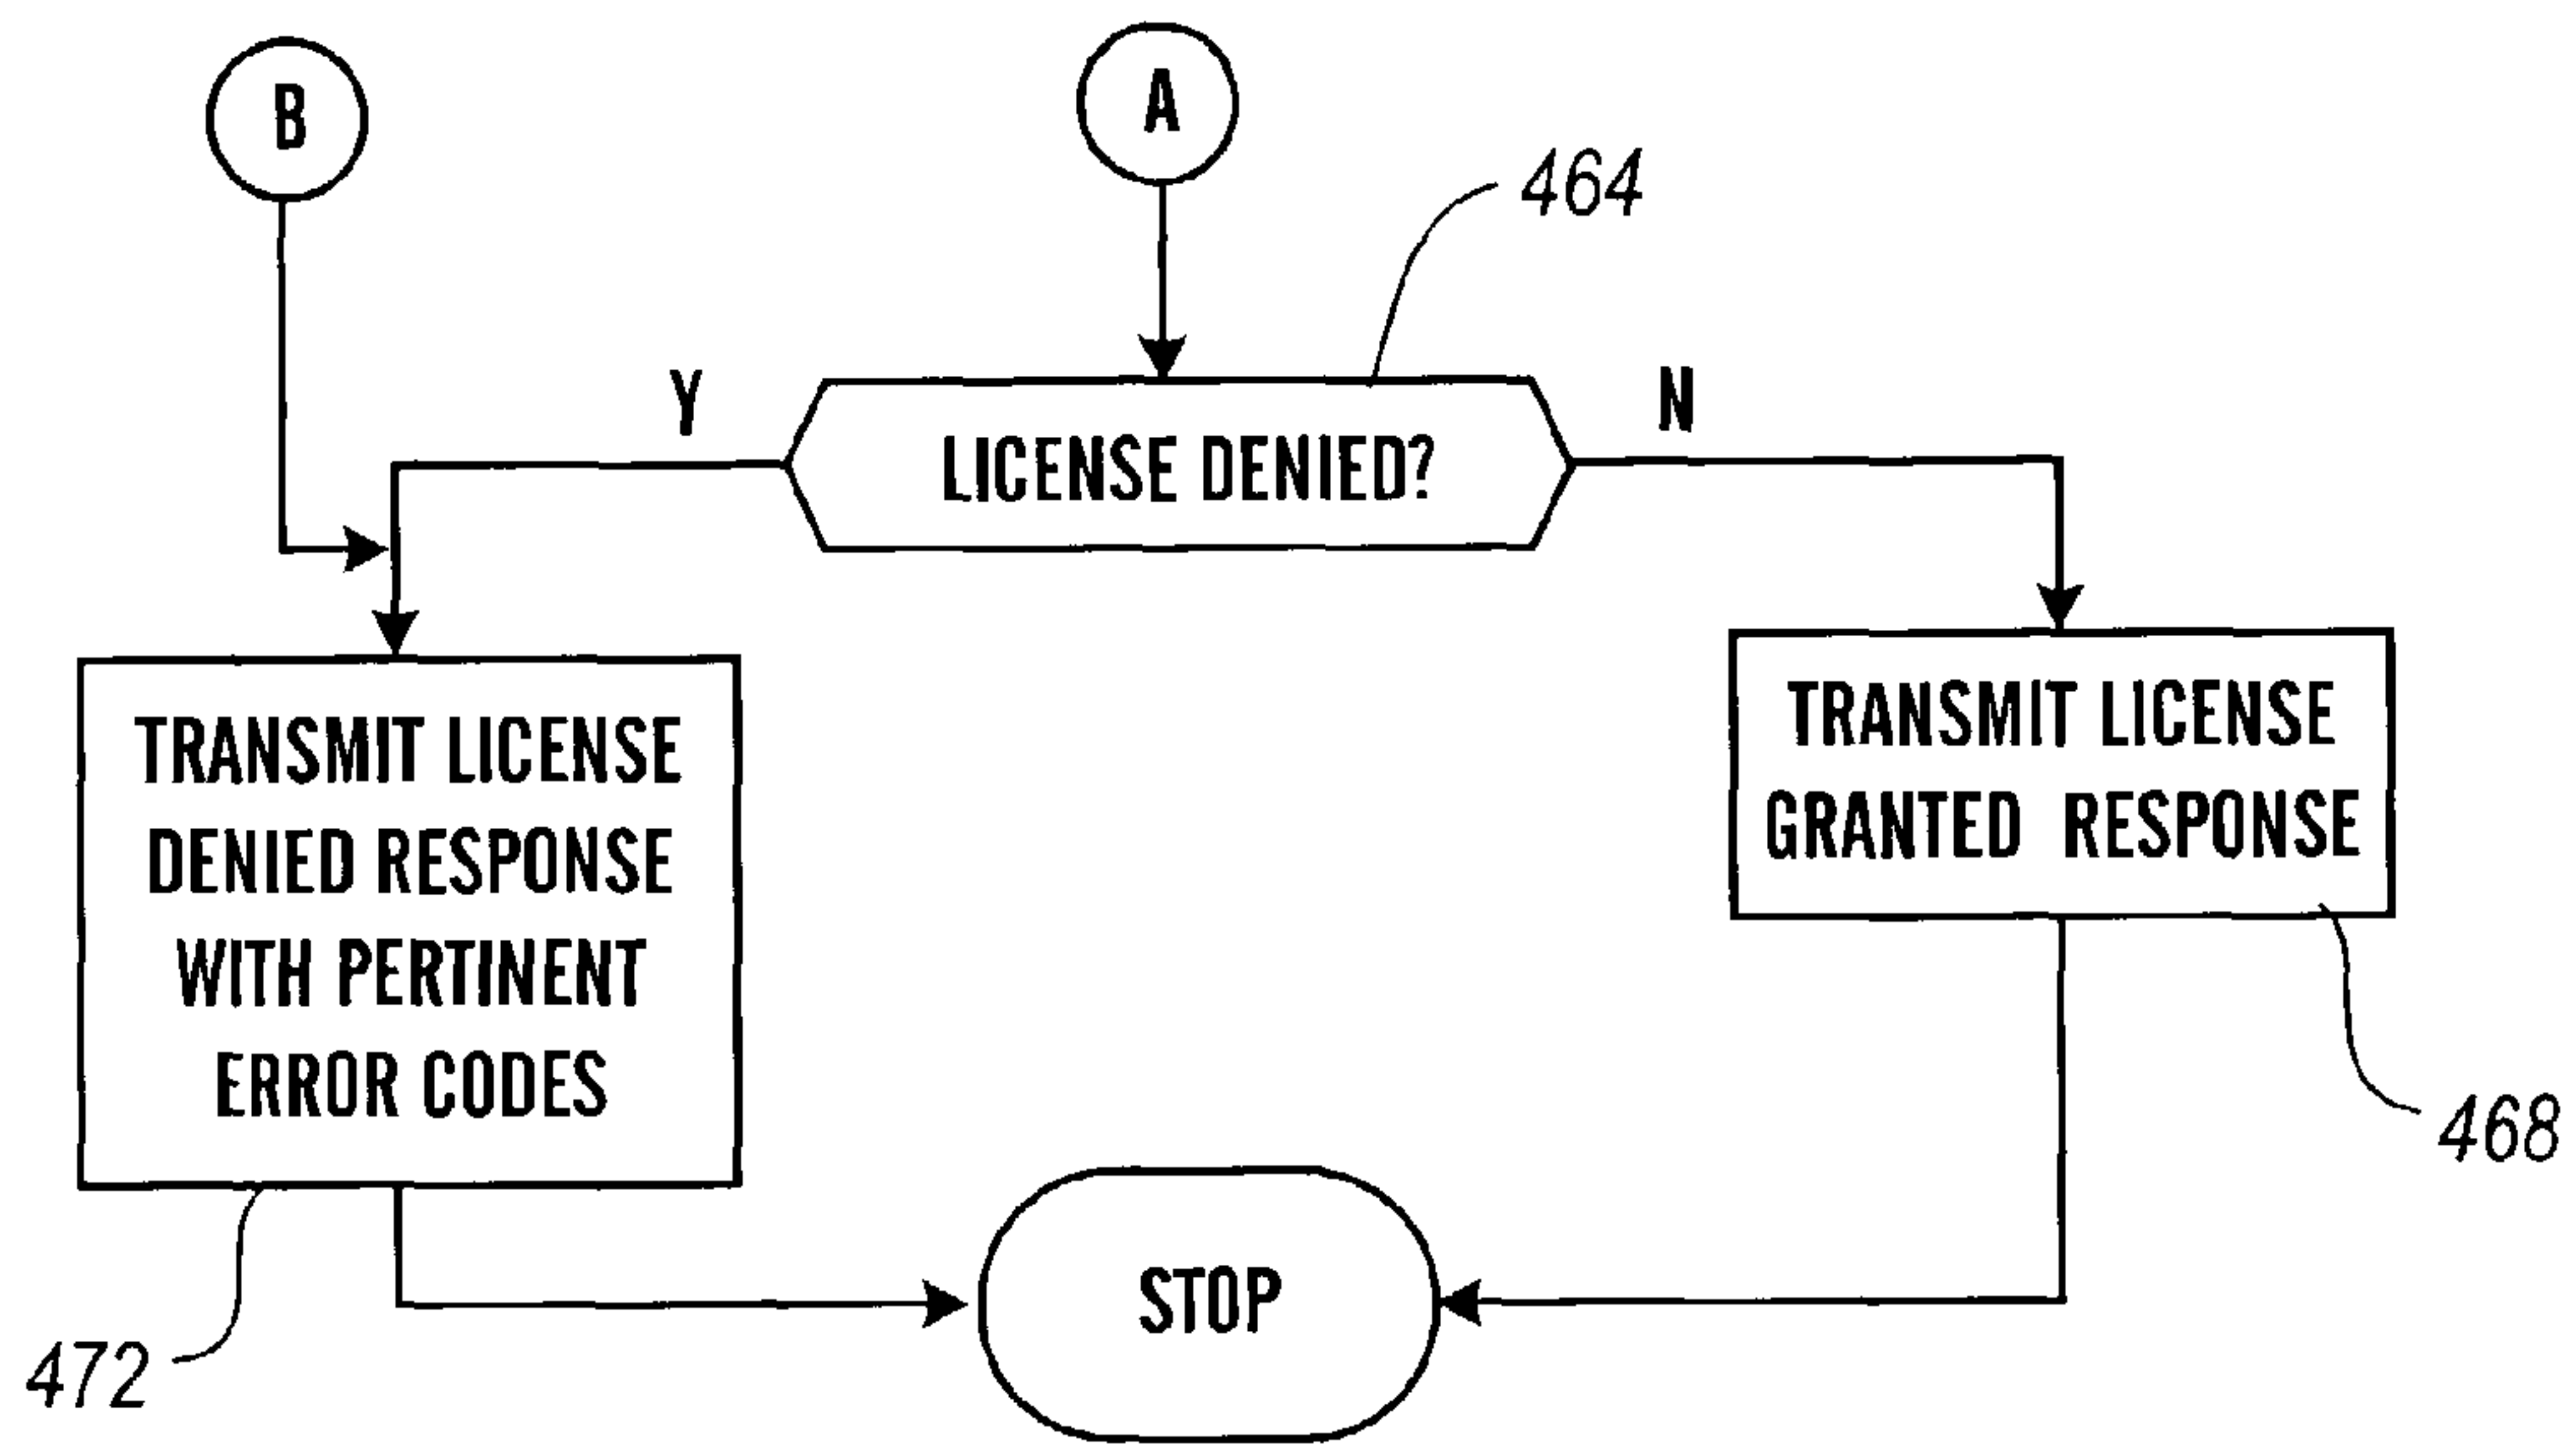 B
A
464
Y
N
LICENSE DENIED?
TRANSMIT LICENSE
DENIED RESPONSE
WITH PERTINENT
ERROR CODES
TRANSMIT LICENSE
GRANTED RESPONSE
468
STOP
472